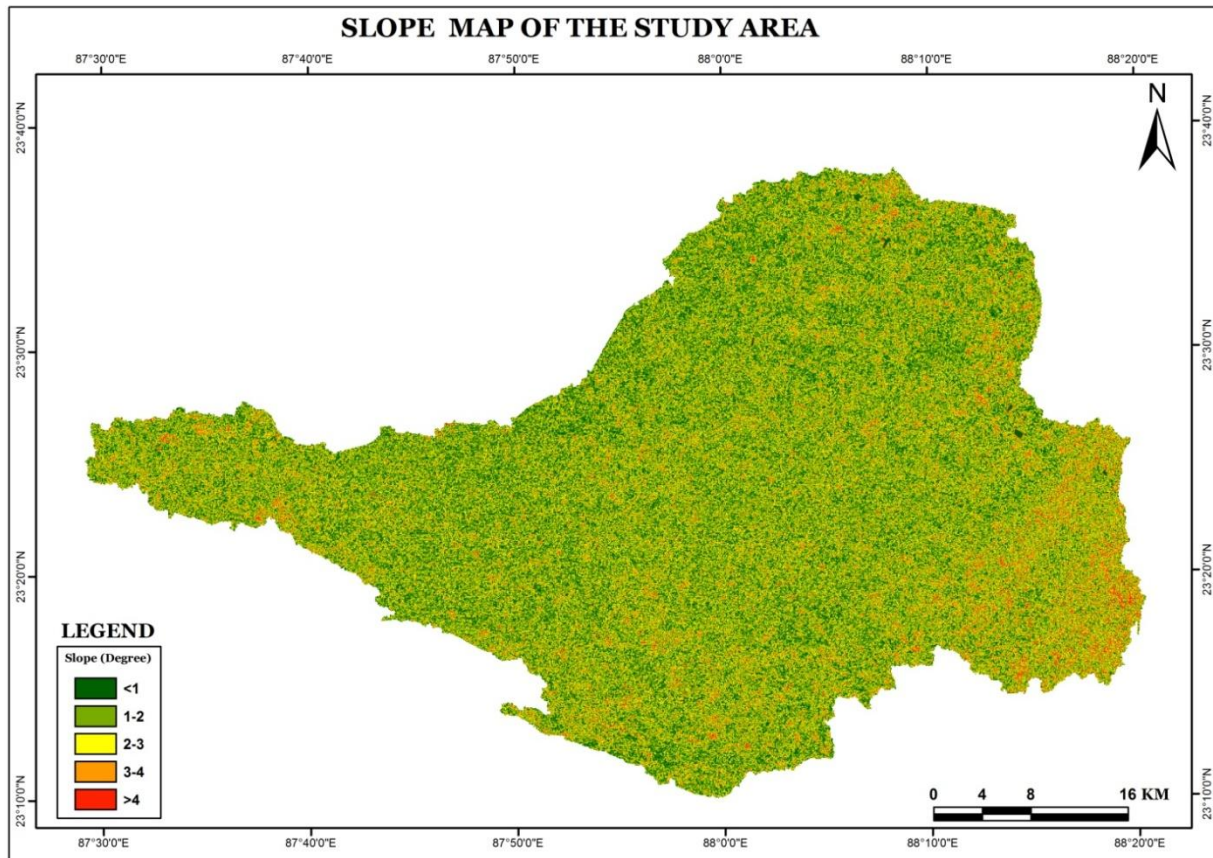 SLOPE MAP OF THE STUDY AREA
87°30'0"E 87°40'0"E 87°50'0"E 88°0'0"E 88°10'0"E 88°20'0"E
N
23°40'0"N 23°40'0"N
23°30'0"N 23°30'0"N
23°20'0"N 23°20'0"N
LEGEND
Slope (Degree)
<1
1-2
2-3
3-4
>4
0 4 8 16 KM
23°10'0"N 23°10'0"N
87°30'0"E 87°40'0"E 87°50'0"E 88°0'0"E 88°10'0"E 88°20'0"E